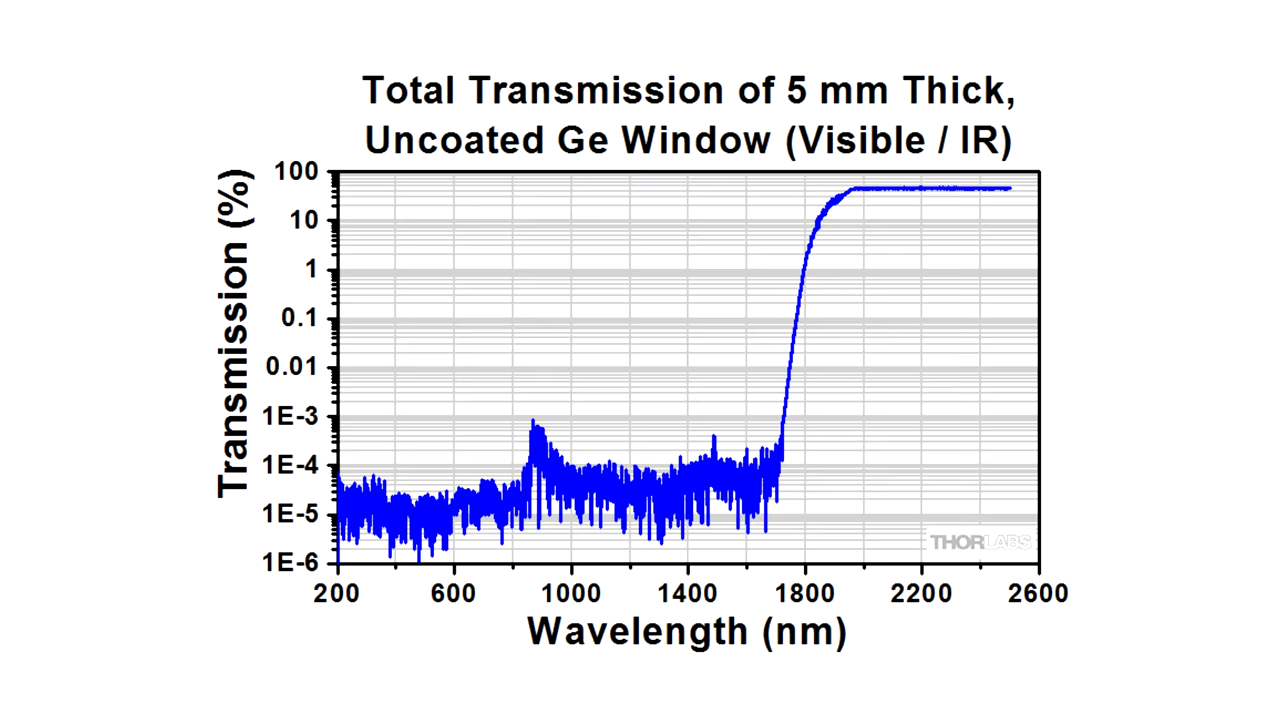 Total Transmission of 5 mm Thick,
Uncoated Ge Window (Visible / IR)
Transmission (%)
100
10
1
0.1
0.01
1E-3
1E-4
1E-5
1E-6
THORLABS
200 600 1000 1400 1800 2200 2600
Wavelength (nm)